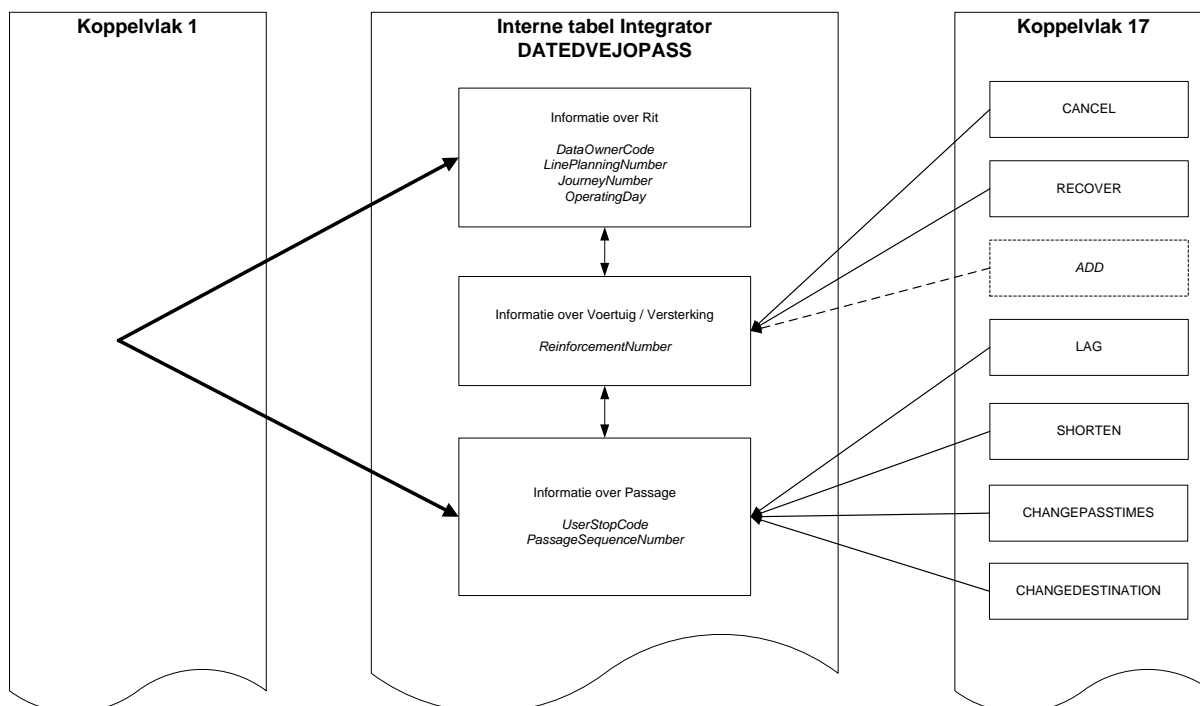 Koppelvlak 1
Interne tabel Integrator
DATEDVEJOPASS
Informatie over Rit
DataOwnerCode
LinePlanningNumber
JourneyNumber
OperatingDay
Informatie over Voertuig / Versterking
ReinforcementNumber
Informatie over Passage
UserStopCode
PassageSequenceNumber
Koppelvlak 17
CANCEL
RECOVER
ADD
LAG
SHORTEN
CHANGEPASSTIMES
CHANGEDESTINATION